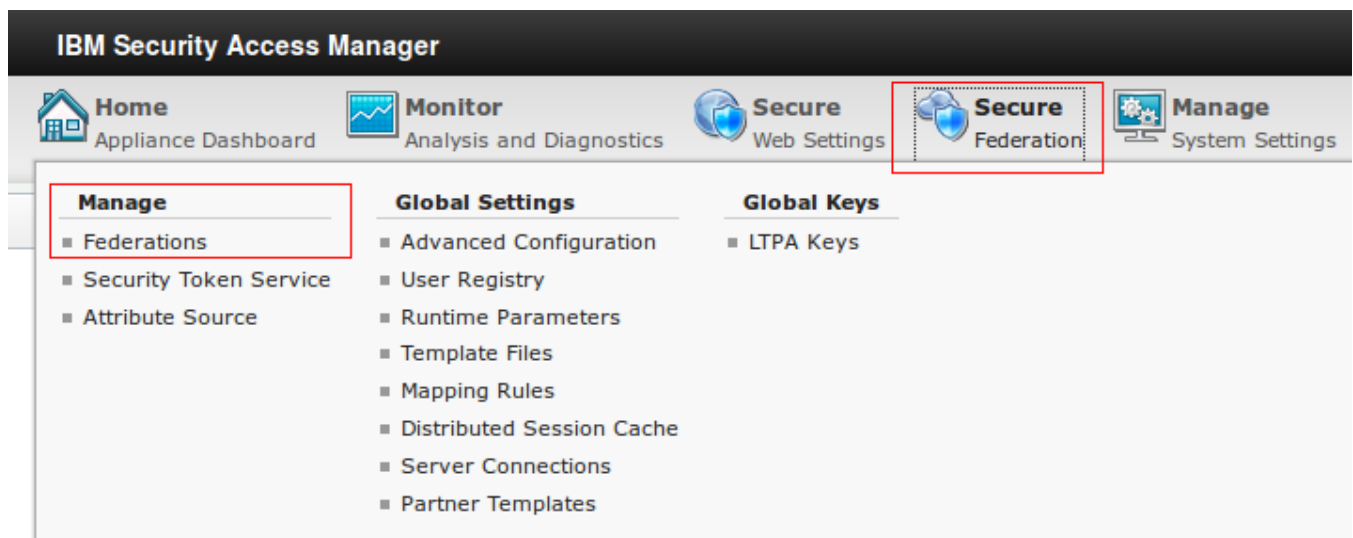 IBM Security Access Manager
Home
Appliance Dashboard
Monitor
Analysis and Diagnostics
Secure
Web Settings
Secure
Federation
Manage
System Settings
Manage
Federations
Security Token Service
Attribute Source
Global Settings
Advanced Configuration
User Registry
Runtime Parameters
Template Files
Mapping Rules
Distributed Session Cache
Server Connections
Partner Templates
Global Keys
LTPA Keys